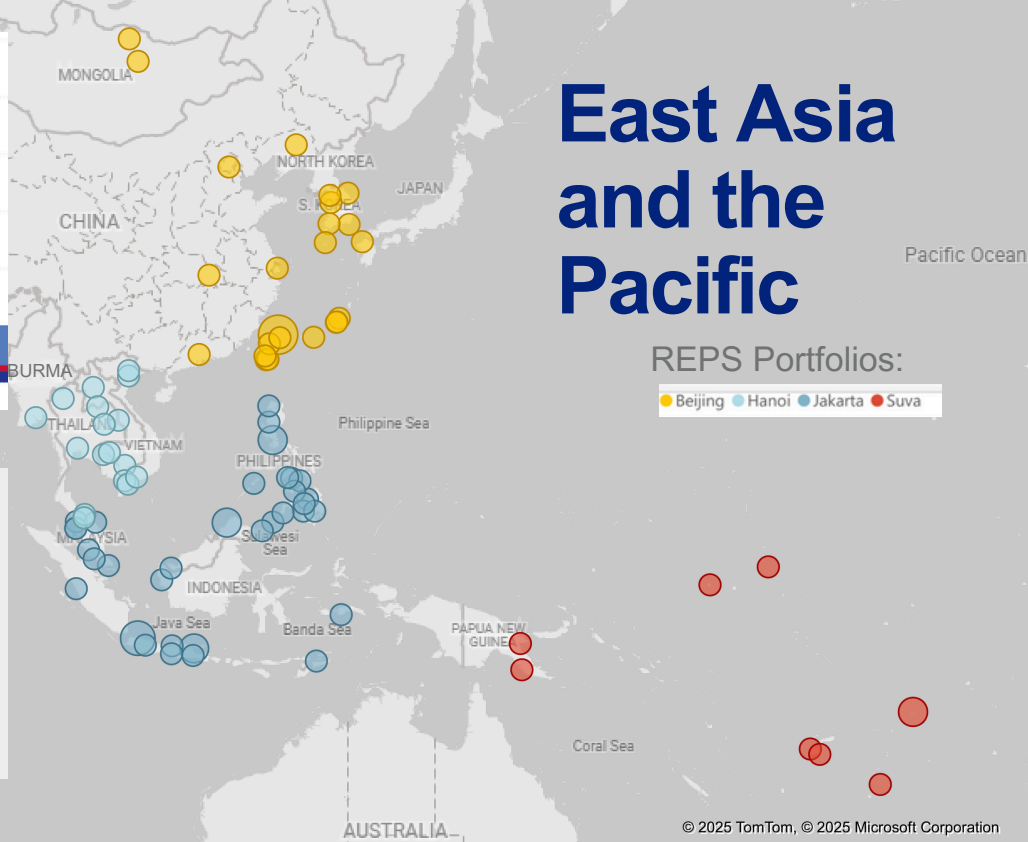 MONGOLIA
East Asia
and the
Pacific
NORTH KOREA
JAPAN
S. KOREA
CHINA
Pacific Ocean
REPS Portfolios:
Beijing Hanoi Jakarta Suva
BURMA
THAILAND
Philippine Sea
VIETNAM
PHILIPPINES
MALAYSIA
Sulawesi
Sea
INDONESIA
Java Sea
Banda Sea
PAPUA NEW
GUINEA
Coral Sea
AUSTRALIA
© 2025 TomTom, © 2025 Microsoft Corporation